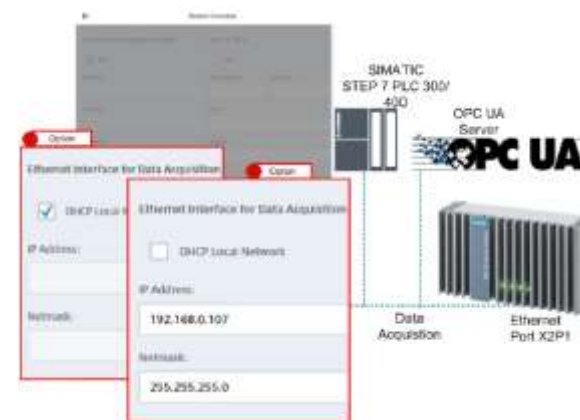 SIMATIC
STEP 7 PLC 300/
400
OPC UA
Server
OPC UA
Option
Ethernet Interface for Data Acquisition
DHCP Local
IP Address:
Netmask:
Option
Ethernet Interface for Data Acquisition
DHCP Local Network
IP Address:
192.168.0.107
Netmask:
255.255.255.0
Data
Acquisition
Ethernet
Port X2P1